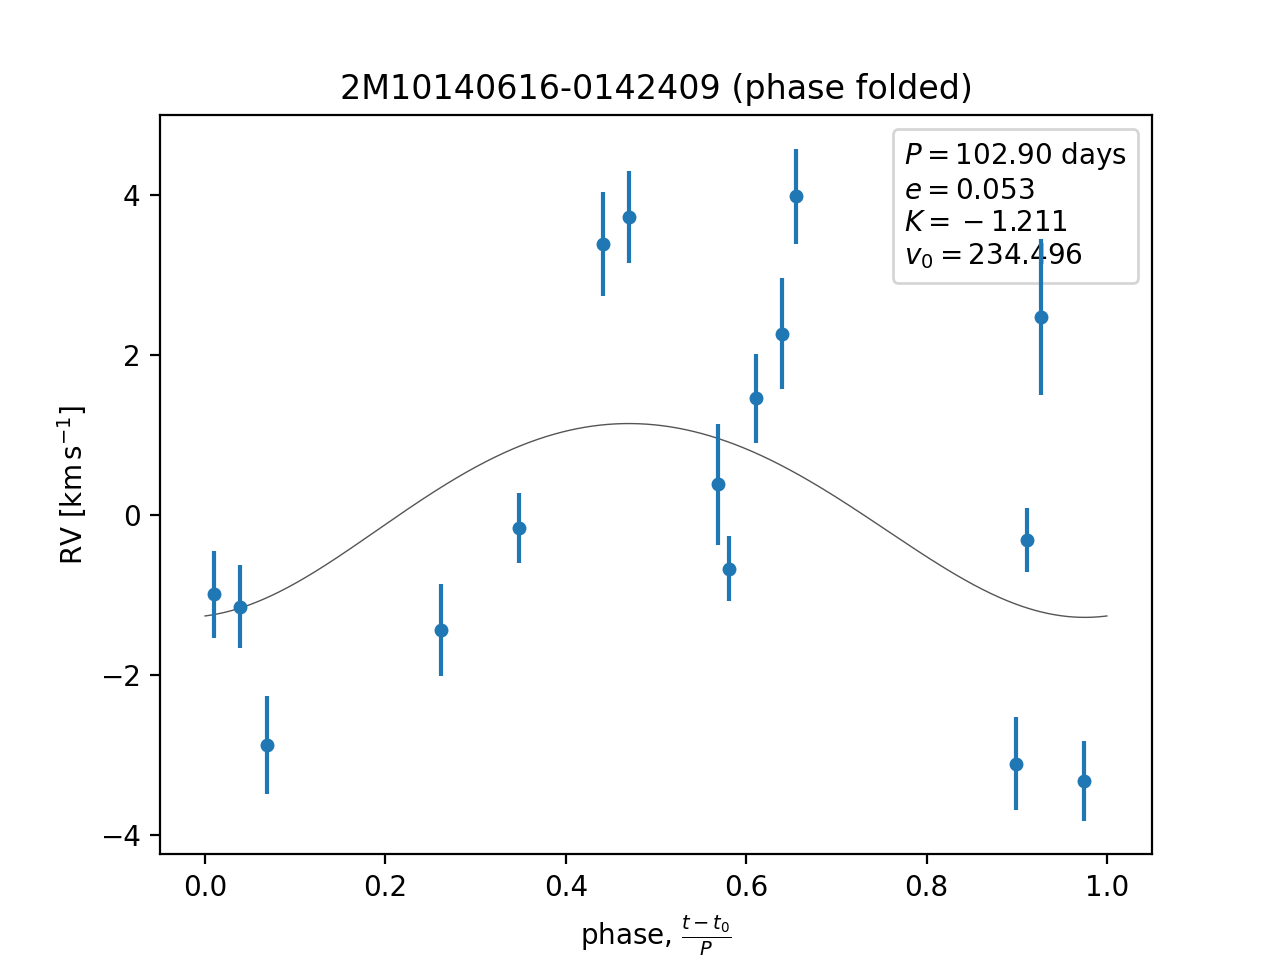 2M10140616-0142409 (phase folded)
P = 102.90 days
e = 0.053
K = −1.211
v₀ = 234.496
4
2
0
−2
−4
RV [km s⁻¹]
0.0 0.2 0.4 0.6 0.8 1.0
phase, (t − t₀)/P